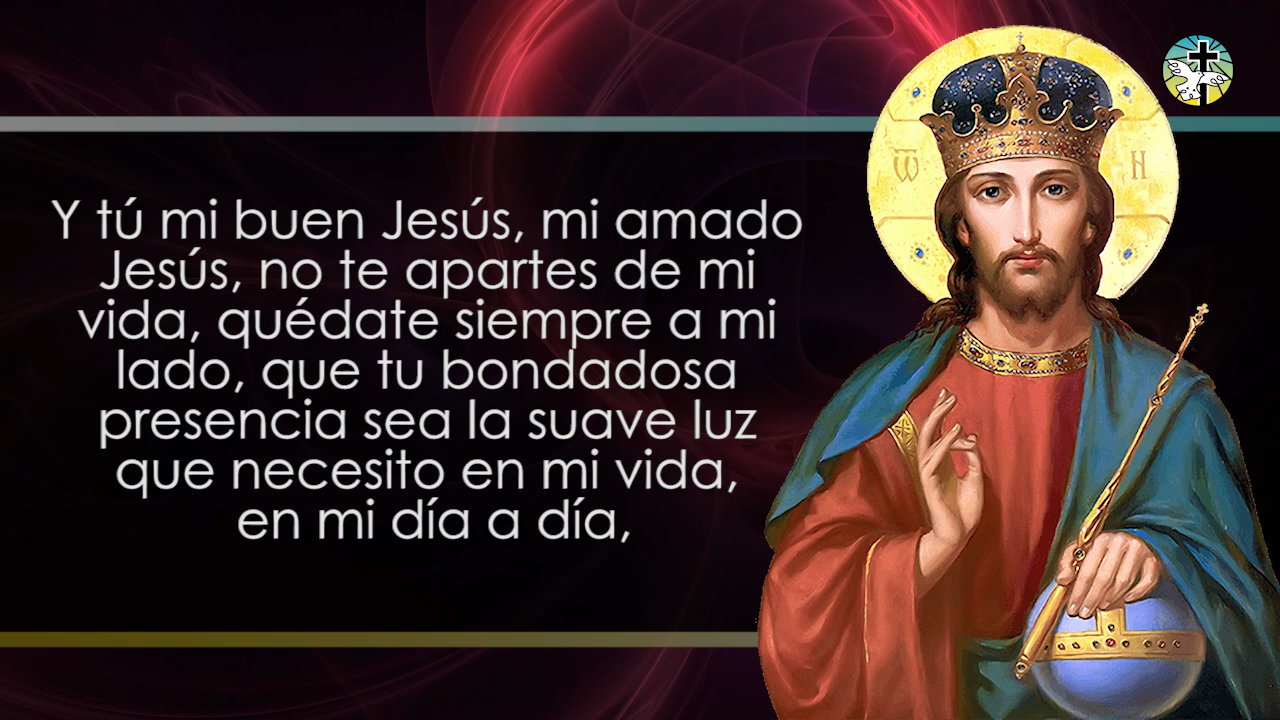 Y tú mi buen Jesús, mi amado
Jesús, no te apartes de mi
vida, quédate siempre a mi
lado, que tu bondadosa
presencia sea la suave luz
que necesito en mi vida,
en mi día a día,